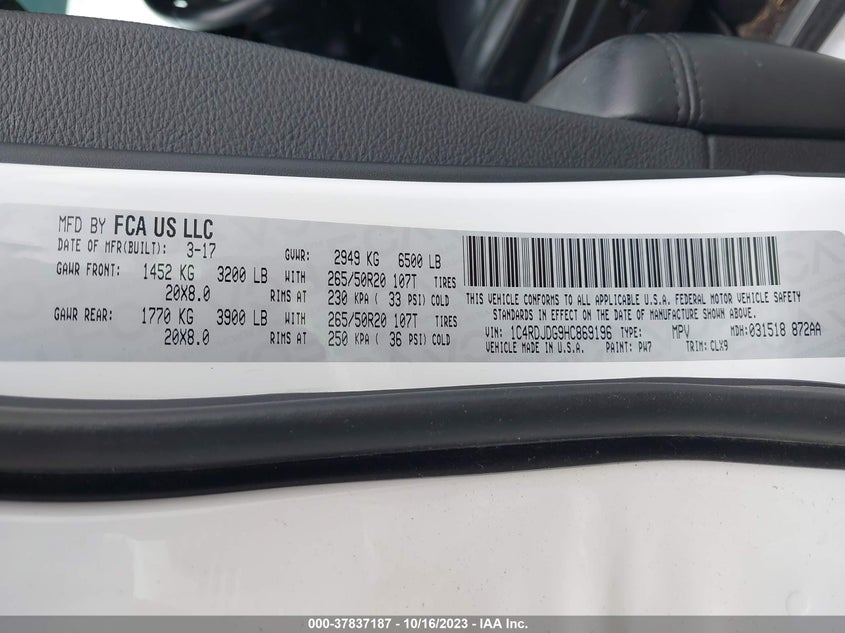 MFD BY FCA US LLC
DATE OF MFR(BUILT): 3-17 GVWR: 2949 KG 6500 LB
GAWR FRONT: 1452 KG 3200 LB WITH 265/50R20 107T TIRES
20X8.0 RIMS AT 230 KPA ( 33 PSI) COLD
GAWR REAR: 1770 KG 3900 LB WITH 265/50R20 107T TIRES
20X8.0 RIMS AT 250 KPA ( 36 PSI) COLD
THIS VEHICLE CONFORMS TO ALL APPLICABLE U.S.A. FEDERAL MOTOR VEHICLE SAFETY
STANDARDS IN EFFECT ON THE DATE OF MANUFACTURE SHOWN ABOVE.
VIN: 1C4RDJDG9HC869196 TYPE: MPV MDH: 031518 872AA
VEHICLE MADE IN U.S.A. PAINT: PW7 TRIM: CLX9
000-37837187 - 10/16/2023 - IAA Inc.